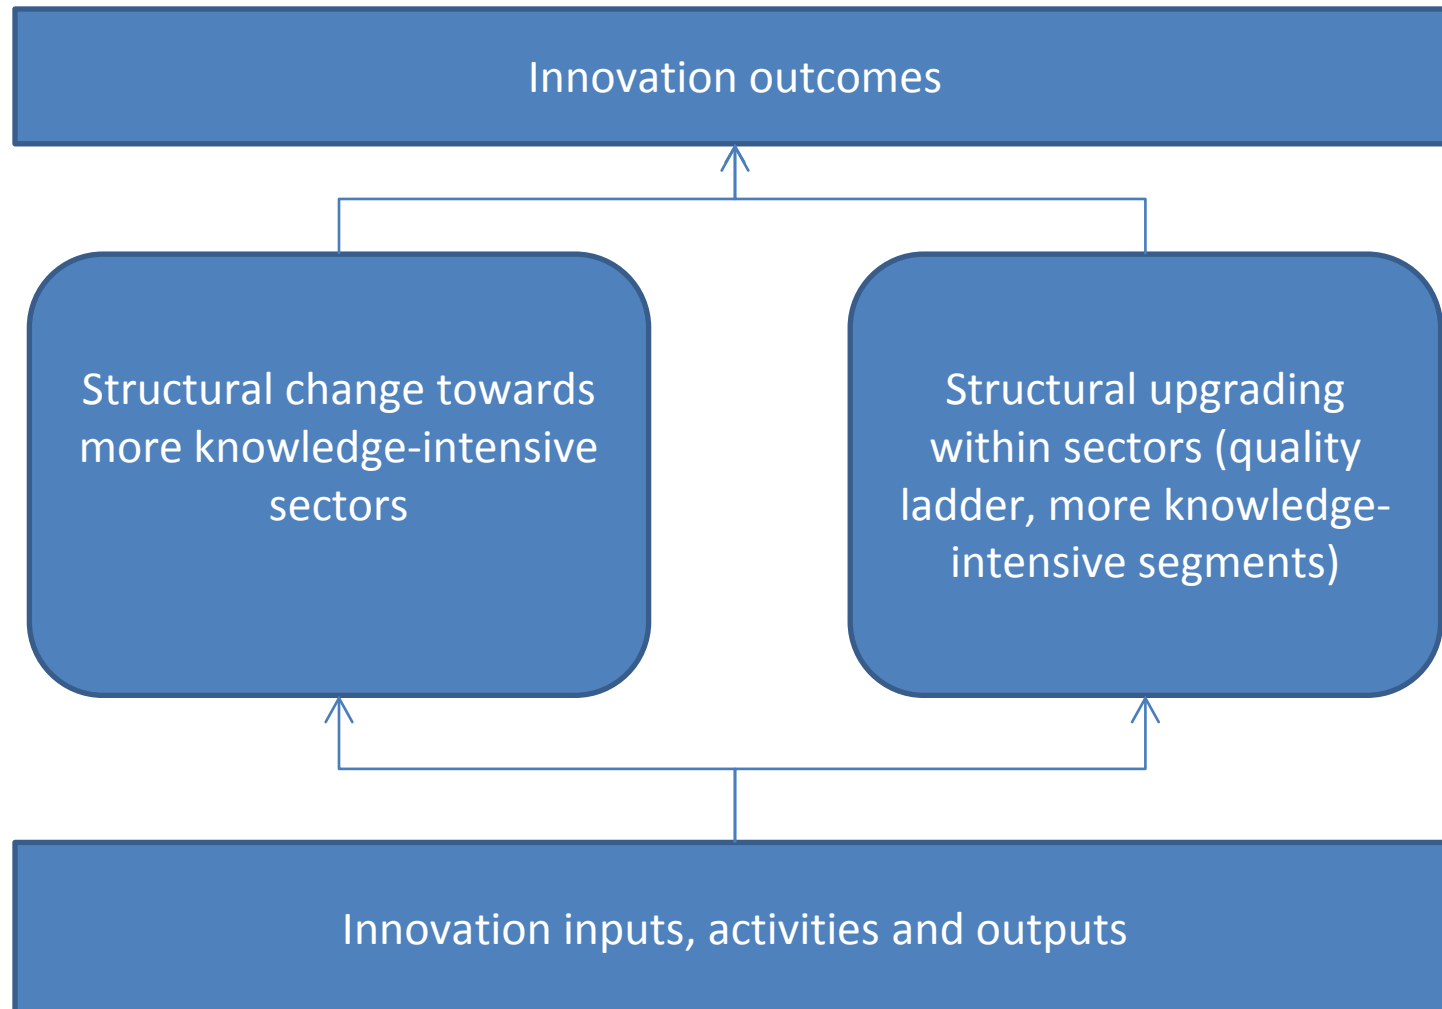 Innovation outcomes
Structural change towards
more knowledge-intensive
sectors
Structural upgrading
within sectors (quality
ladder, more knowledge-
intensive segments)
Innovation inputs, activities and outputs